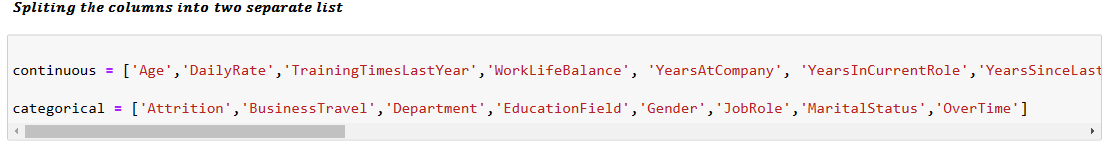 Spliting the columns into two separate list
continuous = ['Age','DailyRate','TrainingTimesLastYear','WorkLifeBalance', 'YearsAtCompany', 'YearsInCurrentRole','YearsSinceLast
categorical = ['Attrition','BusinessTravel','Department','EducationField','Gender','JobRole','MaritalStatus','OverTime']